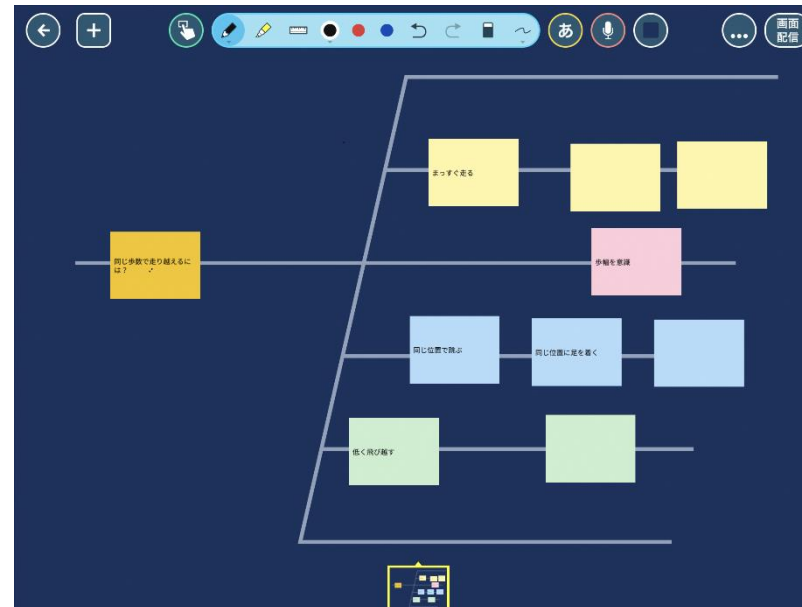 あ
画面
配信
まっすぐ走る
同じ歩数で走り越えるに
は?
歩幅を意識
同じ位置で跳ぶ
同じ位置に足を着く
低く飛び越す